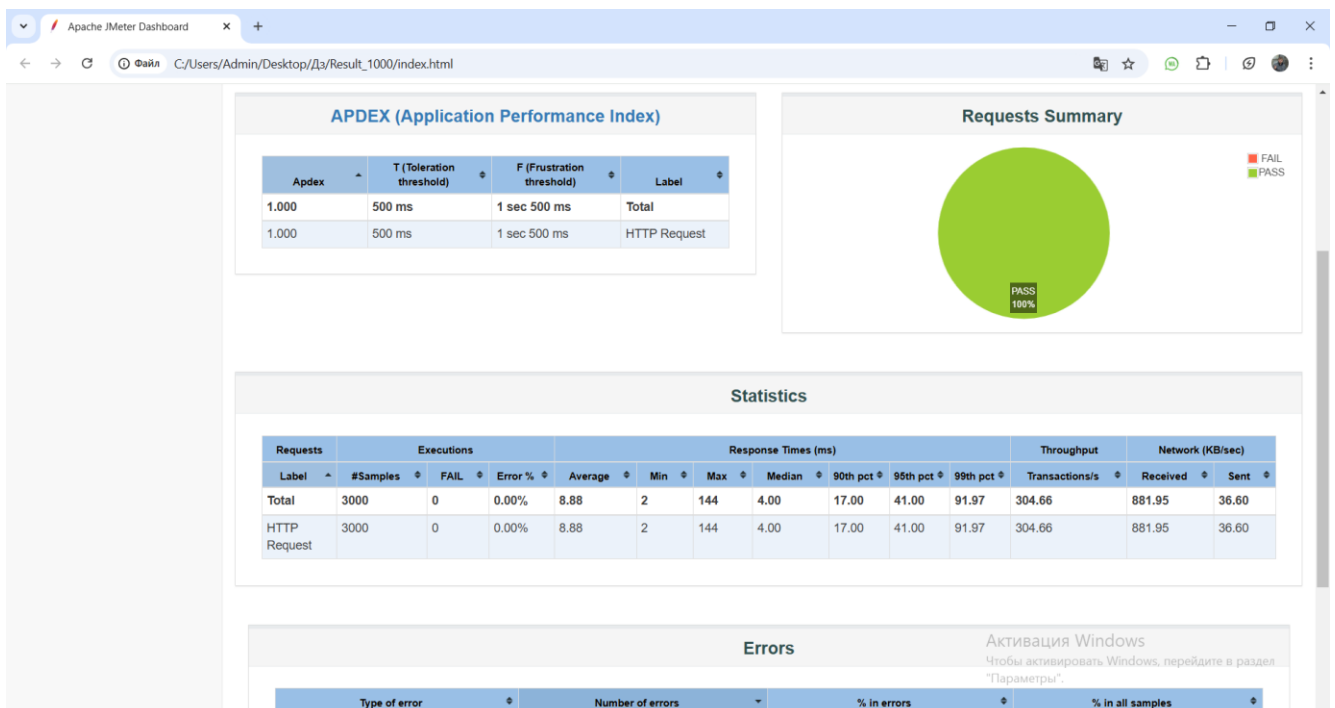 Apache JMeter Dashboard
Файл C:/Users/Admin/Desktop/Дз/Result_1000/index.html
APDEX (Application Performance Index)
Apdex T (Toleration threshold) F (Frustration threshold) Label
1.000 500 ms 1 sec 500 ms Total
1.000 500 ms 1 sec 500 ms HTTP Request
Requests Summary
FAIL
PASS
PASS
100%
Statistics
Requests Executions Response Times (ms) Throughput Network (KB/sec)
Label #Samples FAIL Error % Average Min Max Median 90th pct 95th pct 99th pct Transactions/s Received Sent
Total 3000 0 0.00% 8.88 2 144 4.00 17.00 41.00 91.97 304.66 881.95 36.60
HTTP Request 3000 0 0.00% 8.88 2 144 4.00 17.00 41.00 91.97 304.66 881.95 36.60
Errors
Активация Windows
Чтобы активировать Windows, перейдите в раздел
"Параметры".
Type of error Number of errors % in errors % in all samples